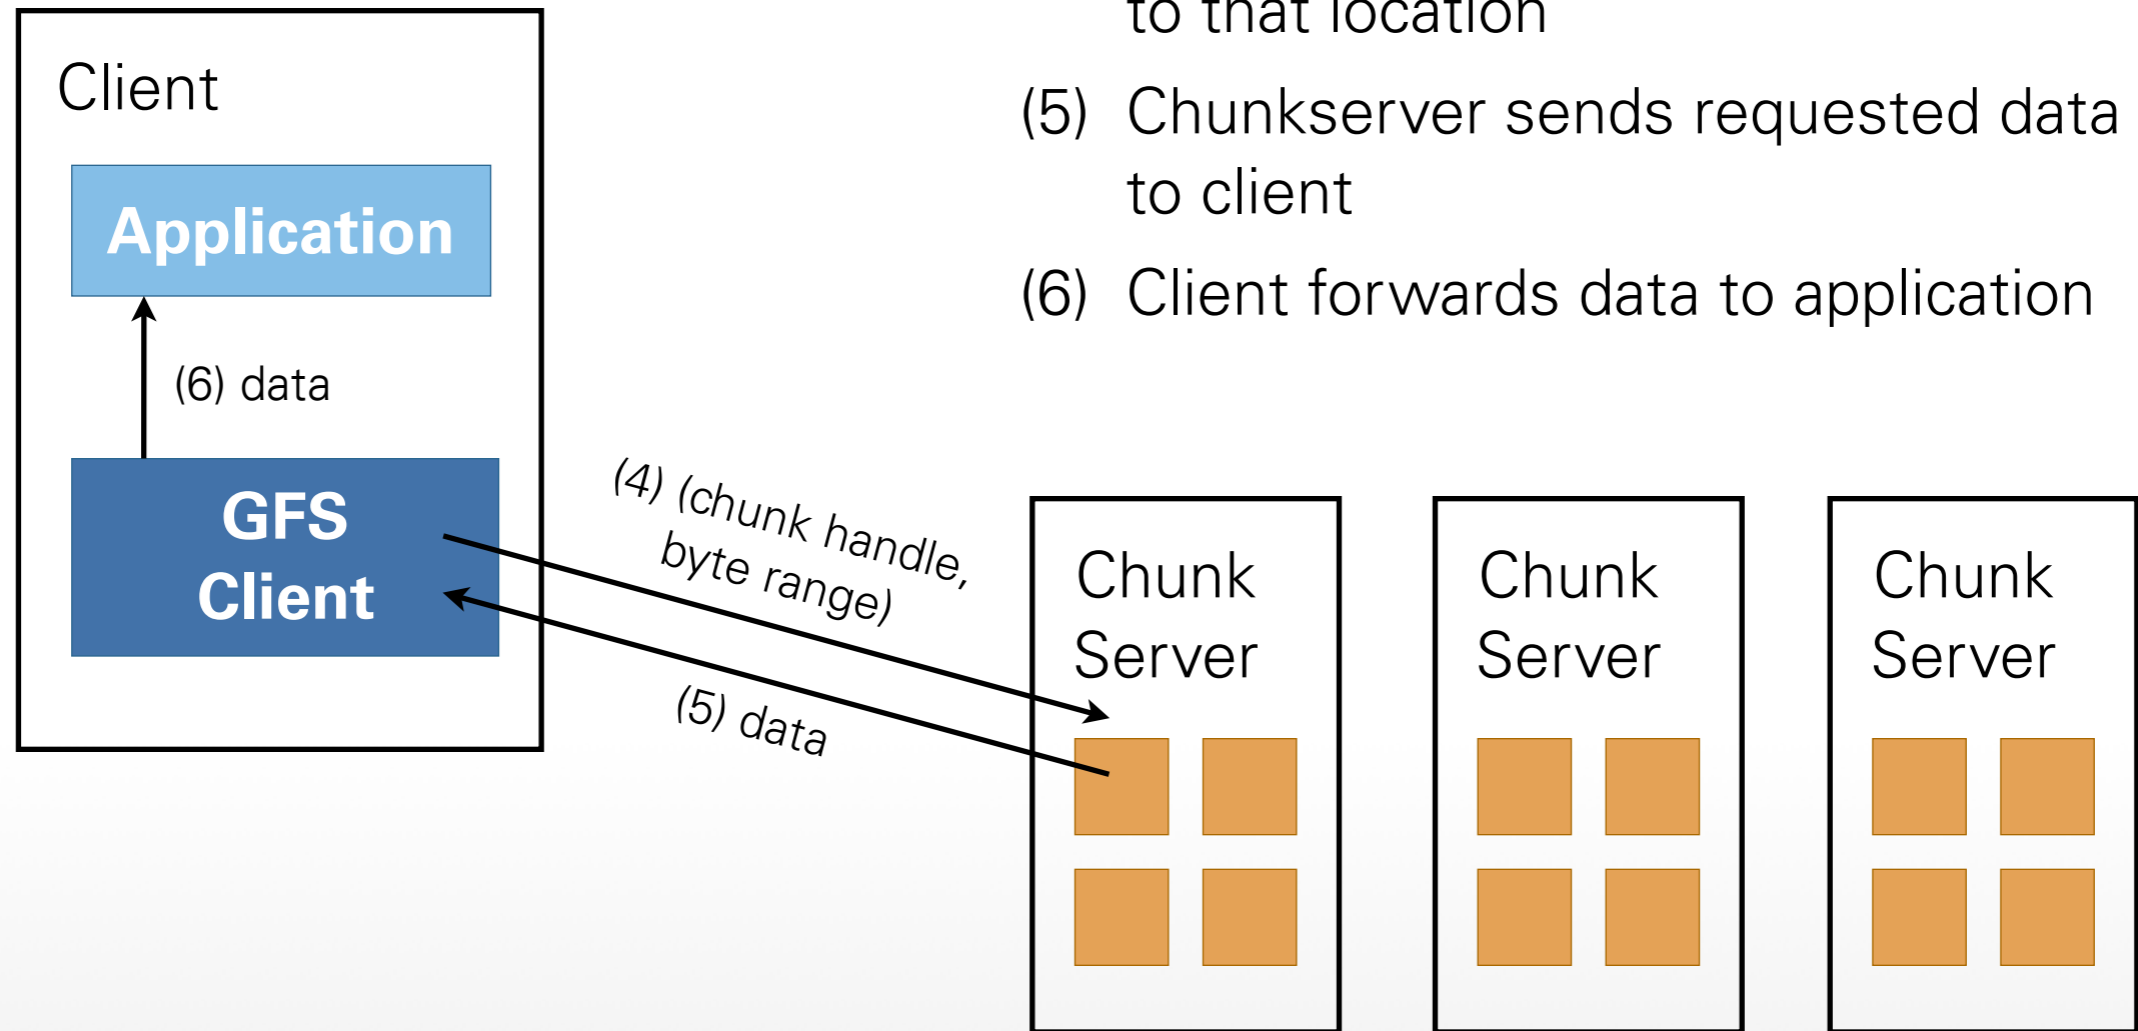 to that location
(5) Chunkserver sends requested data
to client
(6) Client forwards data to application
Client
Application
(6) data
GFS
Client
(4) (chunk handle,
byte range)
(5) data
Chunk
Server
Chunk
Server
Chunk
Server